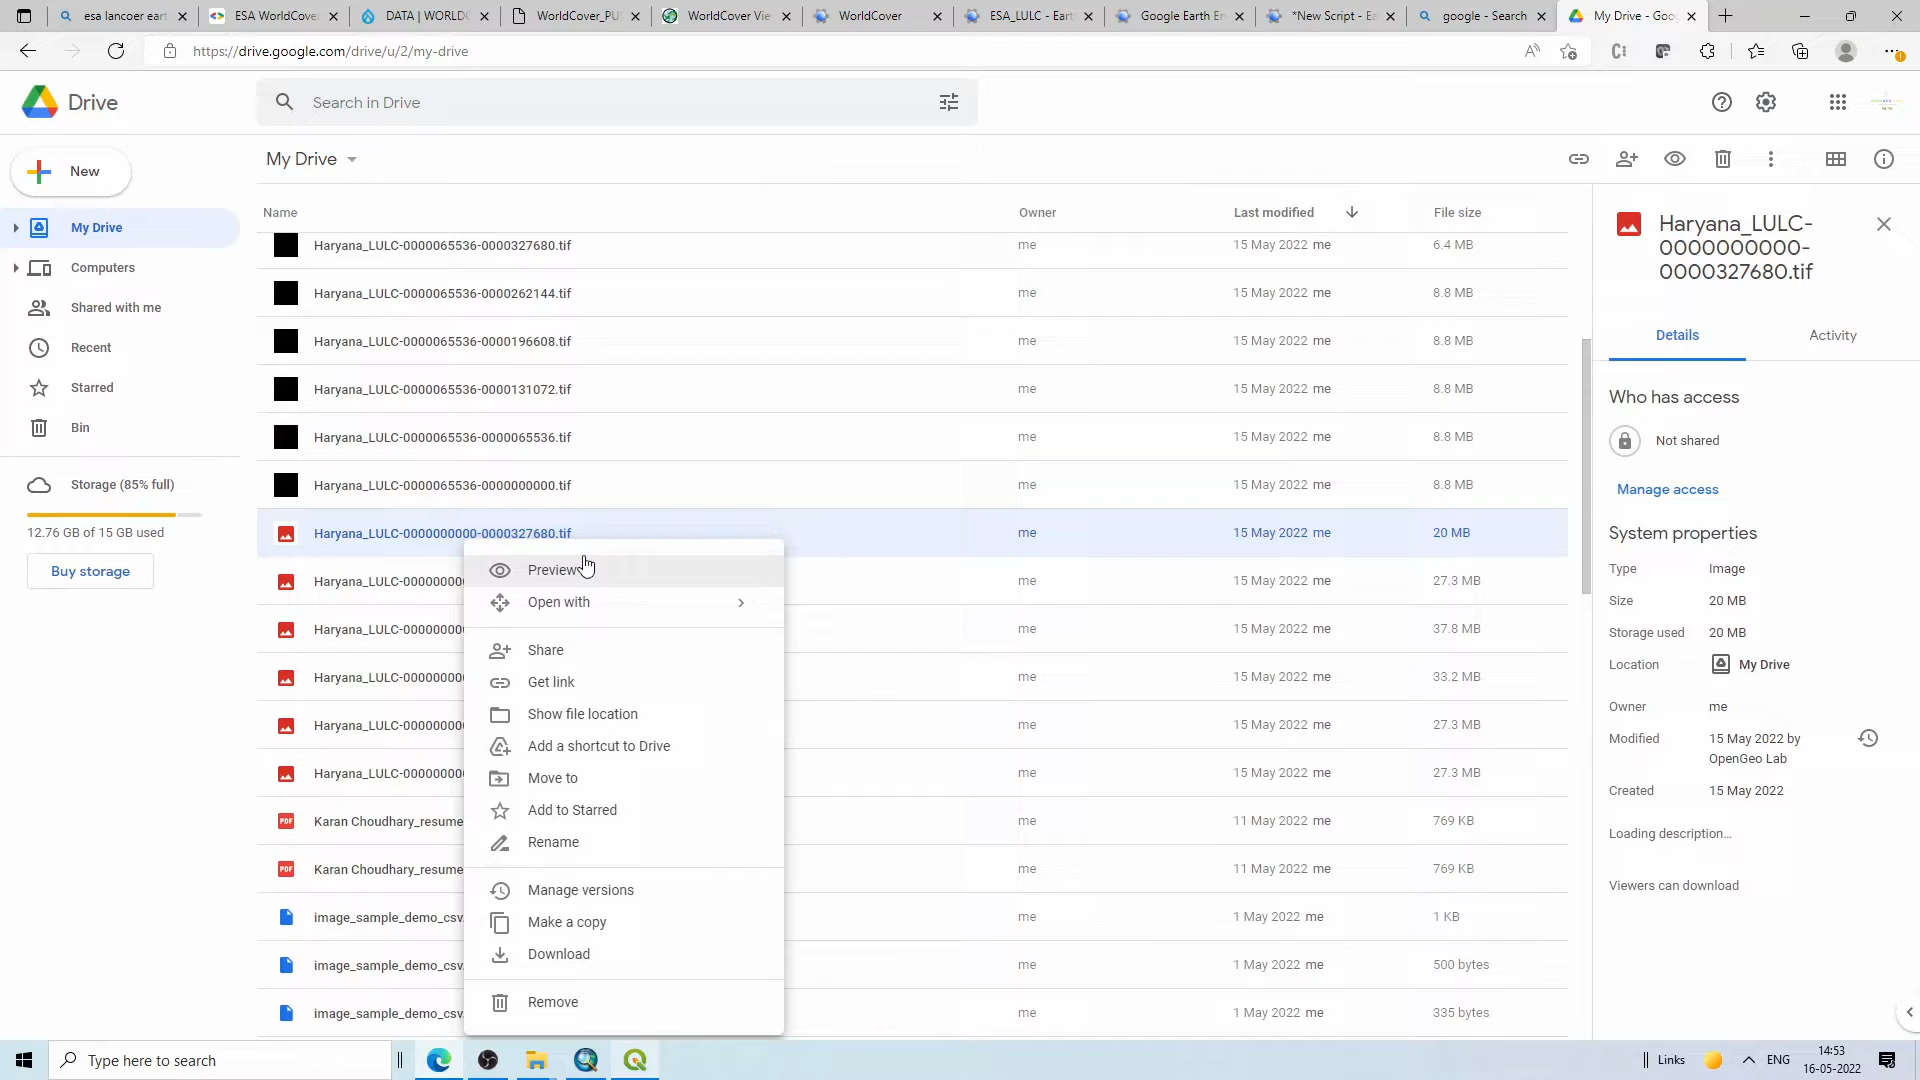 esa lancoer eart
ESA WorldCove
DATA | WORLDC
WorldCover_PU
WorldCover Vie
WorldCover
ESA_LULC - Eart
Google Earth En
*New Script - Ea
google - Search
My Drive - Goo
https://drive.google.com/drive/u/2/my-drive
Drive
Search in Drive
New
My Drive
Computers
Shared with me
Recent
Starred
Bin
Storage (85% full)
12.76 GB of 15 GB used
Buy storage
My Drive
Name Owner Last modified File size
Haryana_LULC-0000065536-0000327680.tif me 15 May 2022 me 6.4 MB
Haryana_LULC-0000065536-0000262144.tif me 15 May 2022 me 8.8 MB
Haryana_LULC-0000065536-0000196608.tif me 15 May 2022 me 8.8 MB
Haryana_LULC-0000065536-0000131072.tif me 15 May 2022 me 8.8 MB
Haryana_LULC-0000065536-0000065536.tif me 15 May 2022 me 8.8 MB
Haryana_LULC-0000065536-0000000000.tif me 15 May 2022 me 8.8 MB
Haryana_LULC-0000000000-0000327680.tif me 15 May 2022 me 20 MB
Haryana_LULC-000000000 me 15 May 2022 me 27.3 MB
Haryana_LULC-000000000 me 15 May 2022 me 37.8 MB
Haryana_LULC-000000000 me 15 May 2022 me 33.2 MB
Haryana_LULC-000000000 me 15 May 2022 me 27.3 MB
Haryana_LULC-000000000 me 15 May 2022 me 27.3 MB
PDF Karan Choudhary_resume me 11 May 2022 me 769 KB
PDF Karan Choudhary_resume me 11 May 2022 me 769 KB
image_sample_demo_csv. me 1 May 2022 me 1 KB
image_sample_demo_csv. me 1 May 2022 me 500 bytes
image_sample_demo_csv. me 1 May 2022 me 335 bytes
Preview
Open with
Share
Get link
Show file location
Add a shortcut to Drive
Move to
Add to Starred
Rename
Manage versions
Make a copy
Download
Remove
Haryana_LULC-
0000000000-
0000327680.tif
Details Activity
Who has access
Not shared
Manage access
System properties
Type Image
Size 20 MB
Storage used 20 MB
Location My Drive
Owner me
Modified 15 May 2022 by
OpenGeo Lab
Created 15 May 2022
Loading description…
Viewers can download
Type here to search
Links
ENG
14:53
16-05-2022